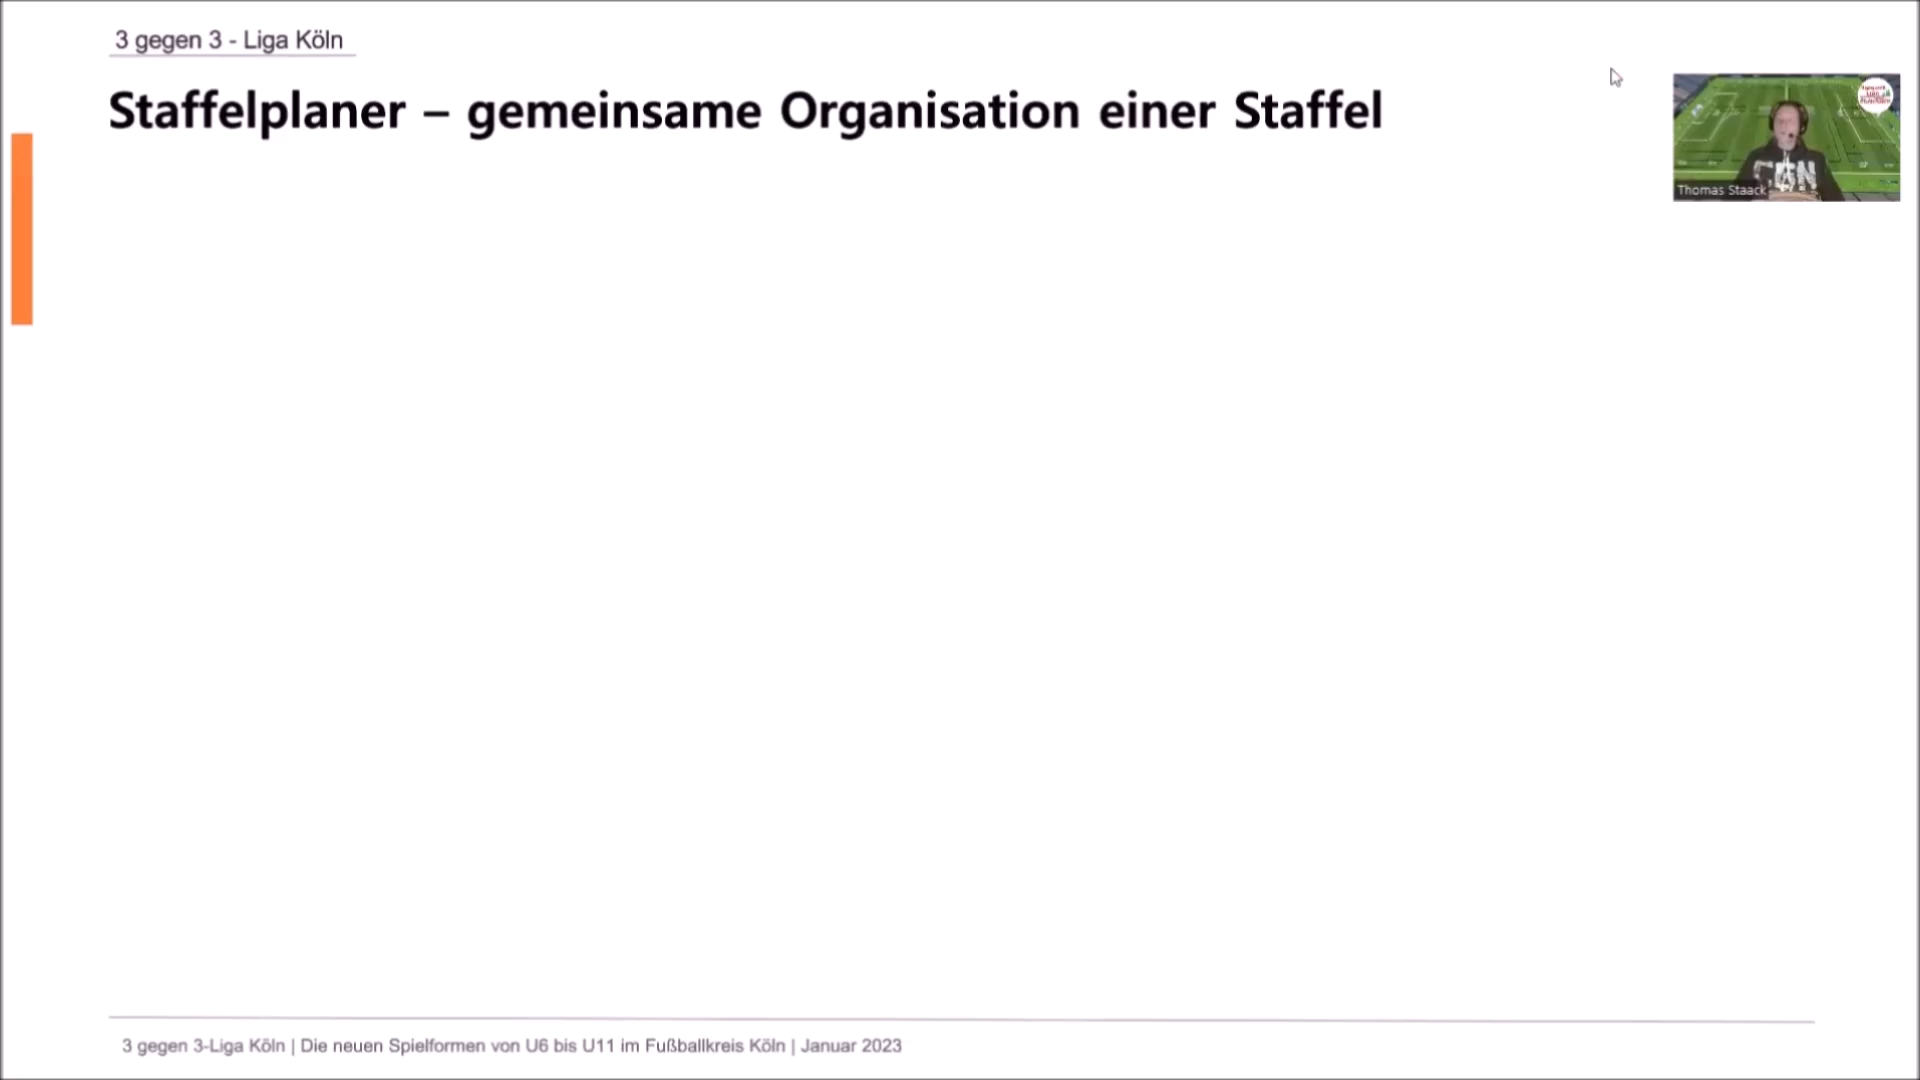 3 gegen 3 - Liga Köln
Staffelplaner – gemeinsame Organisation einer Staffel
Thomas Staack
3 gegen 3-Liga Köln | Die neuen Spielformen von U6 bis U11 im Fußballkreis Köln | Januar 2023